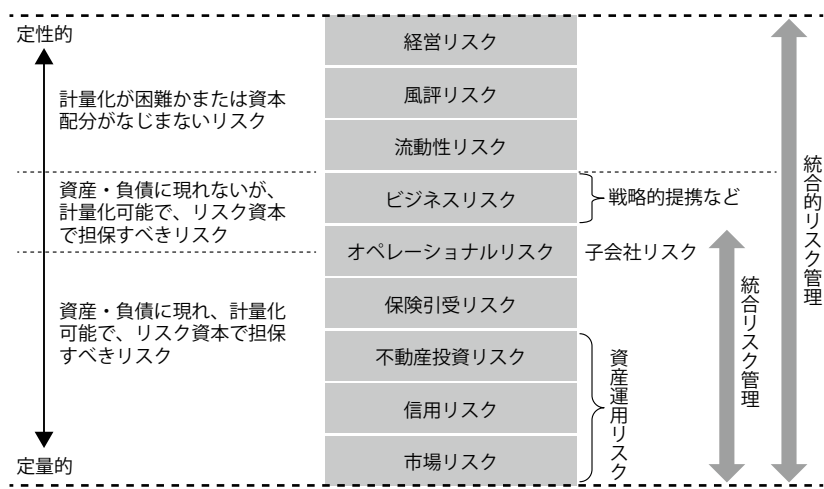 定性的
計量化が困難かまたは資本
配分がなじまないリスク
資産・負債に現れないが、
計量化可能で、リスク資本
で担保すべきリスク
資産・負債に現れ、計量化
可能で、リスク資本で担保
すべきリスク
定量的
経営リスク
風評リスク
流動性リスク
ビジネスリスク
オペレーショナルリスク
保険引受リスク
不動産投資リスク
信用リスク
市場リスク
戦略的提携など
子会社リスク
資産運用リスク
統合リスク管理
統合的リスク管理